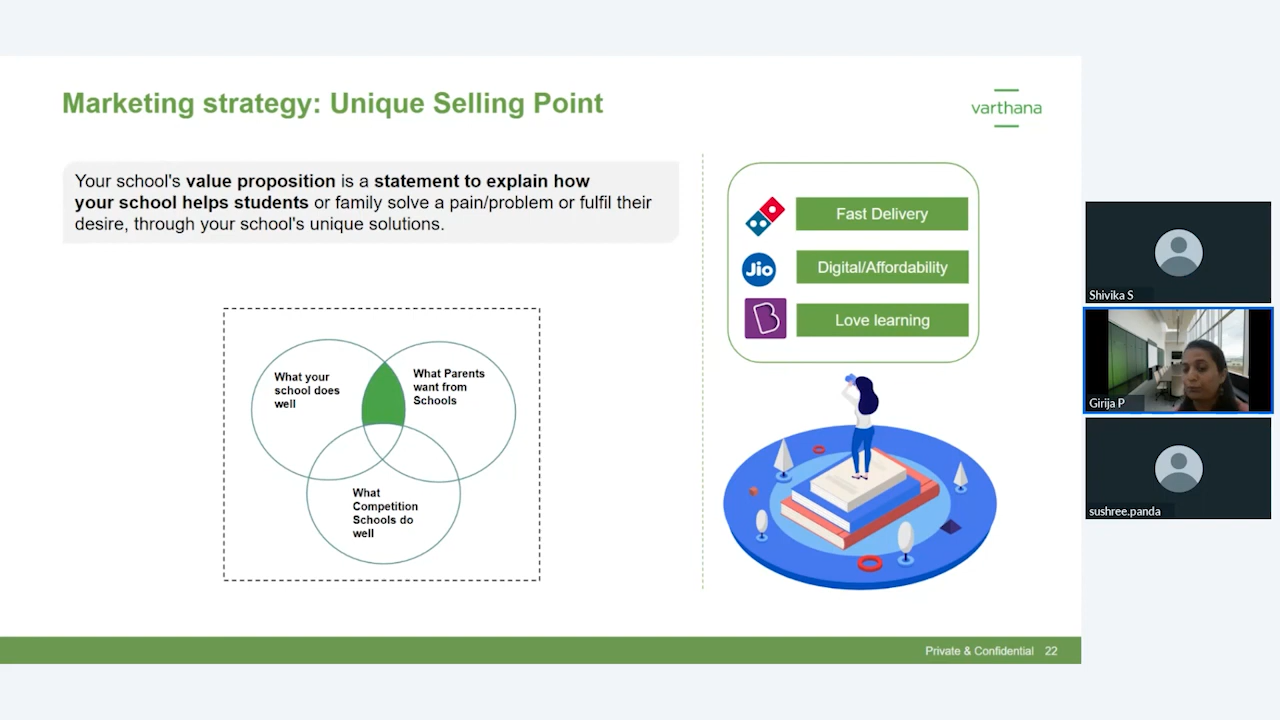 Marketing strategy: Unique Selling Point
varthana
Your school's value proposition is a statement to explain how
your school helps students or family solve a pain/problem or fulfil their
desire, through your school's unique solutions.
Fast Delivery
Jio
Digital/Affordability
B
Love learning
What your
school does
well
What Parents
want from
Schools
What
Competition
Schools do
well
Shivika S
Girija P
sushree.panda
Private & Confidential 22